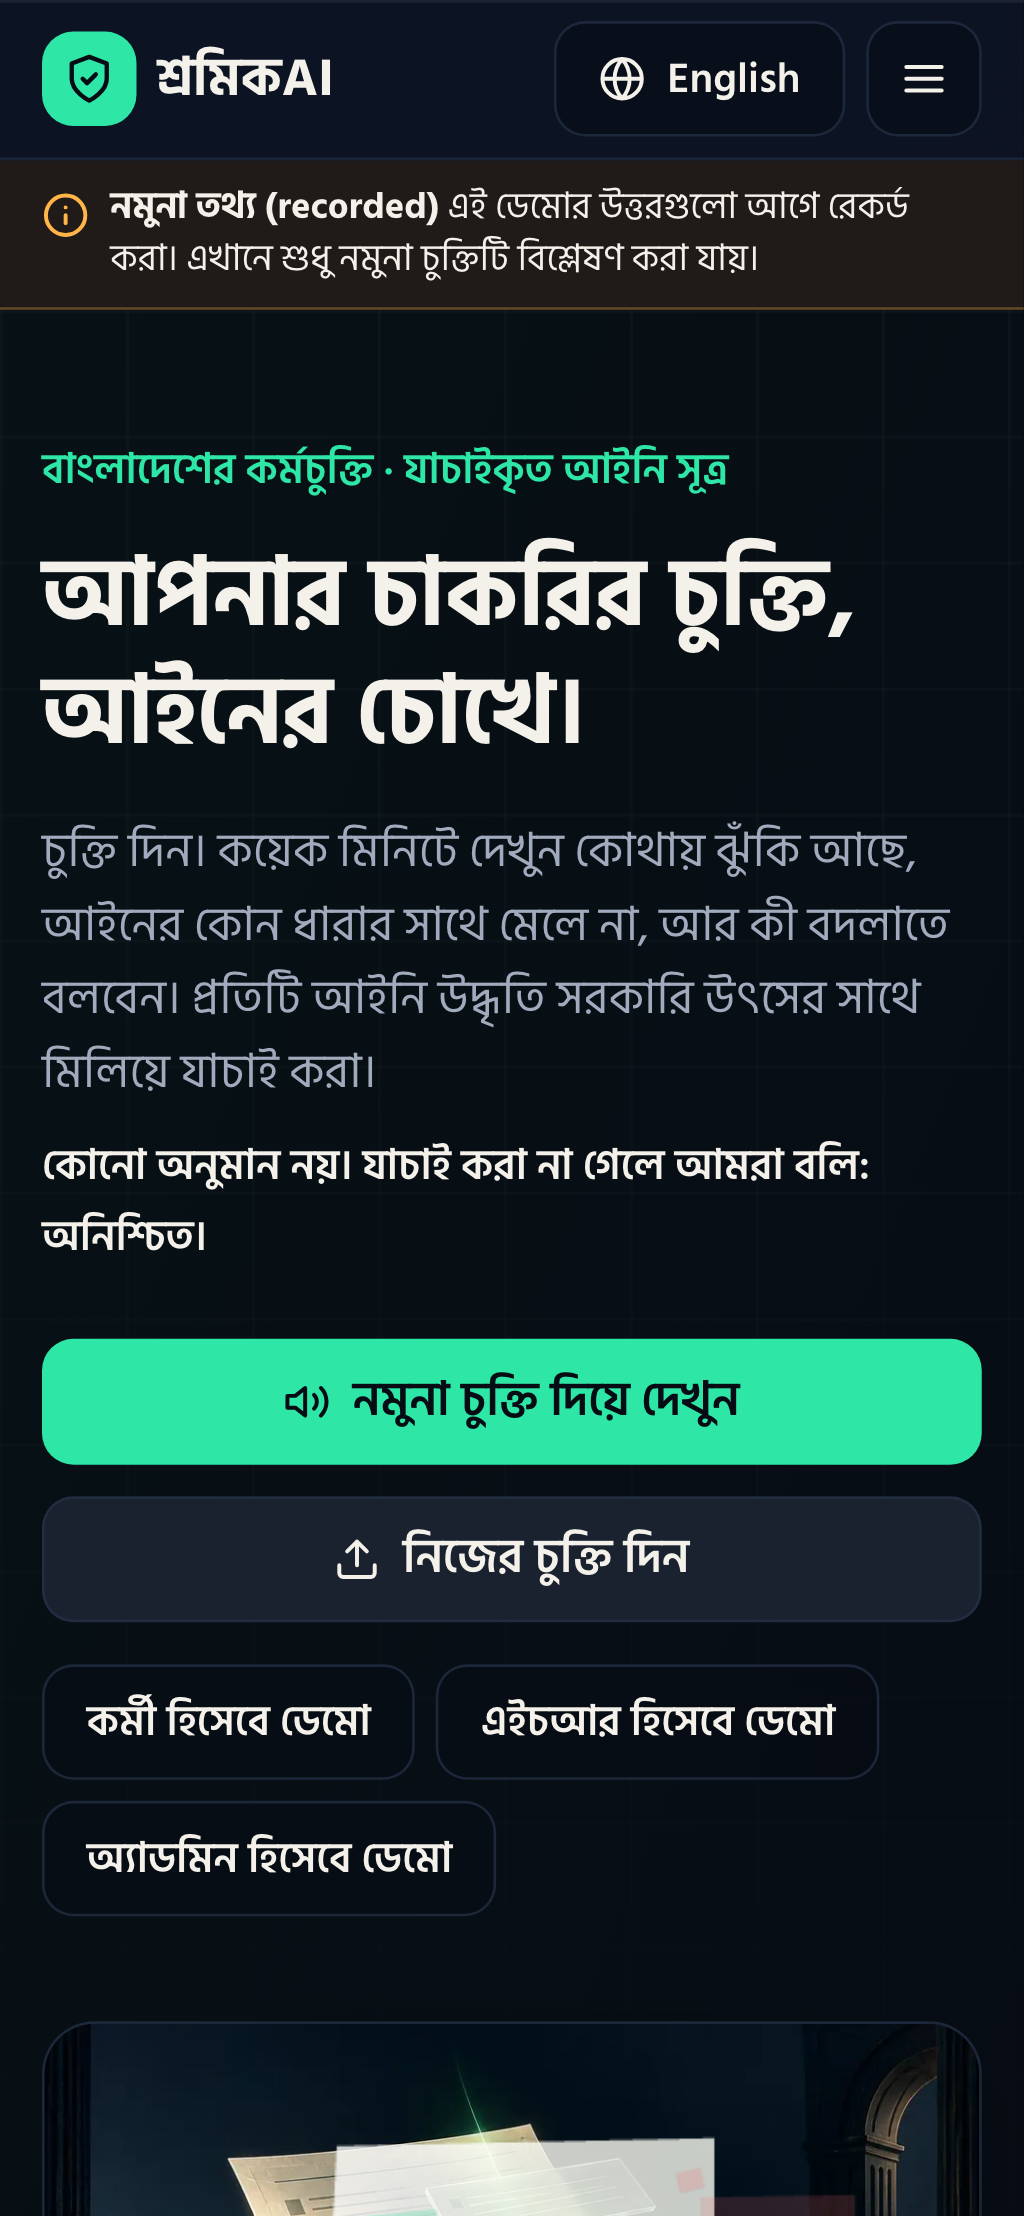 শ্রমিকAI
English
নমুনা তথ্য (recorded) এই ডেমোর উত্তরগুলো আগে রেকর্ড
করা। এখানে শুধু নমুনা চুক্তিটি বিশ্লেষণ করা যায়।
বাংলাদেশের কর্মচুক্তি · যাচাইকৃত আইনি সূত্র
আপনার চাকরির চুক্তি,
আইনের চোখে।
চুক্তি দিন। কয়েক মিনিটে দেখুন কোথায় ঝুঁকি আছে,
আইনের কোন ধারার সাথে মেলে না, আর কী বদলাতে
বলবেন। প্রতিটি আইনি উদ্ধৃতি সরকারি উৎসের সাথে
মিলিয়ে যাচাই করা।
কোনো অনুমান নয়। যাচাই করা না গেলে আমরা বলি:
অনিশ্চিত।
নমুনা চুক্তি দিয়ে দেখুন
নিজের চুক্তি দিন
কর্মী হিসেবে ডেমো
এইচআর হিসেবে ডেমো
অ্যাডমিন হিসেবে ডেমো